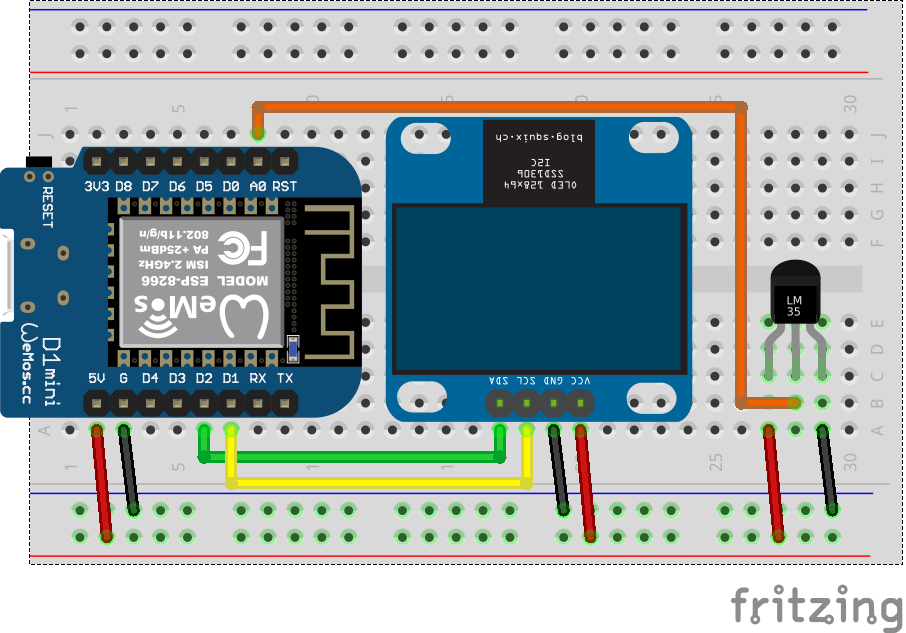 1
5
10
15
20
25
30
J
J
I
I
H
H
G
G
F
F
3V3 D8 D7 D6 D5 D0 A0 RST
RESET
802.11b/g/n
PA +25dBm
ISM 2.4GHz
ESP-8266
MODEL
FC
WeMos
D1 mini
WeMos.cc
5V G D4 D3 D2 D1 RX TX
blog.squix.ch
I2C
SSD1306
OLED 128x64
SDA SCL GND VCC
LM
35
E
D
C
B
A
A
1
5
1
25
30
fritzing